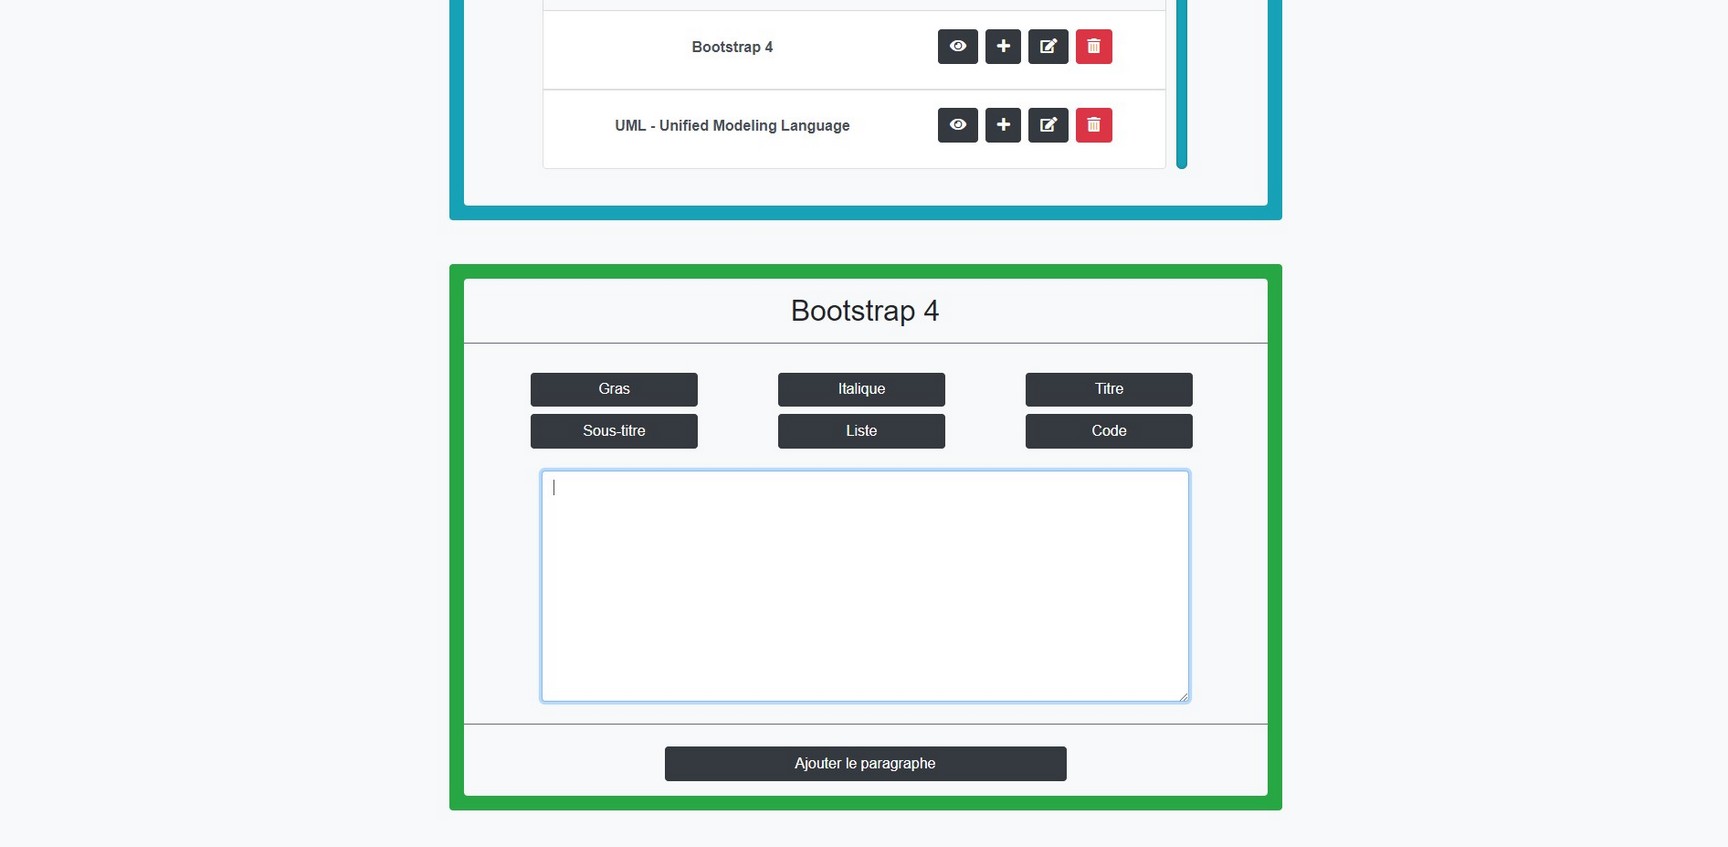 Bootstrap 4
UML - Unified Modeling Language
Bootstrap 4
Gras Italique Titre
Sous-titre Liste Code
Ajouter le paragraphe